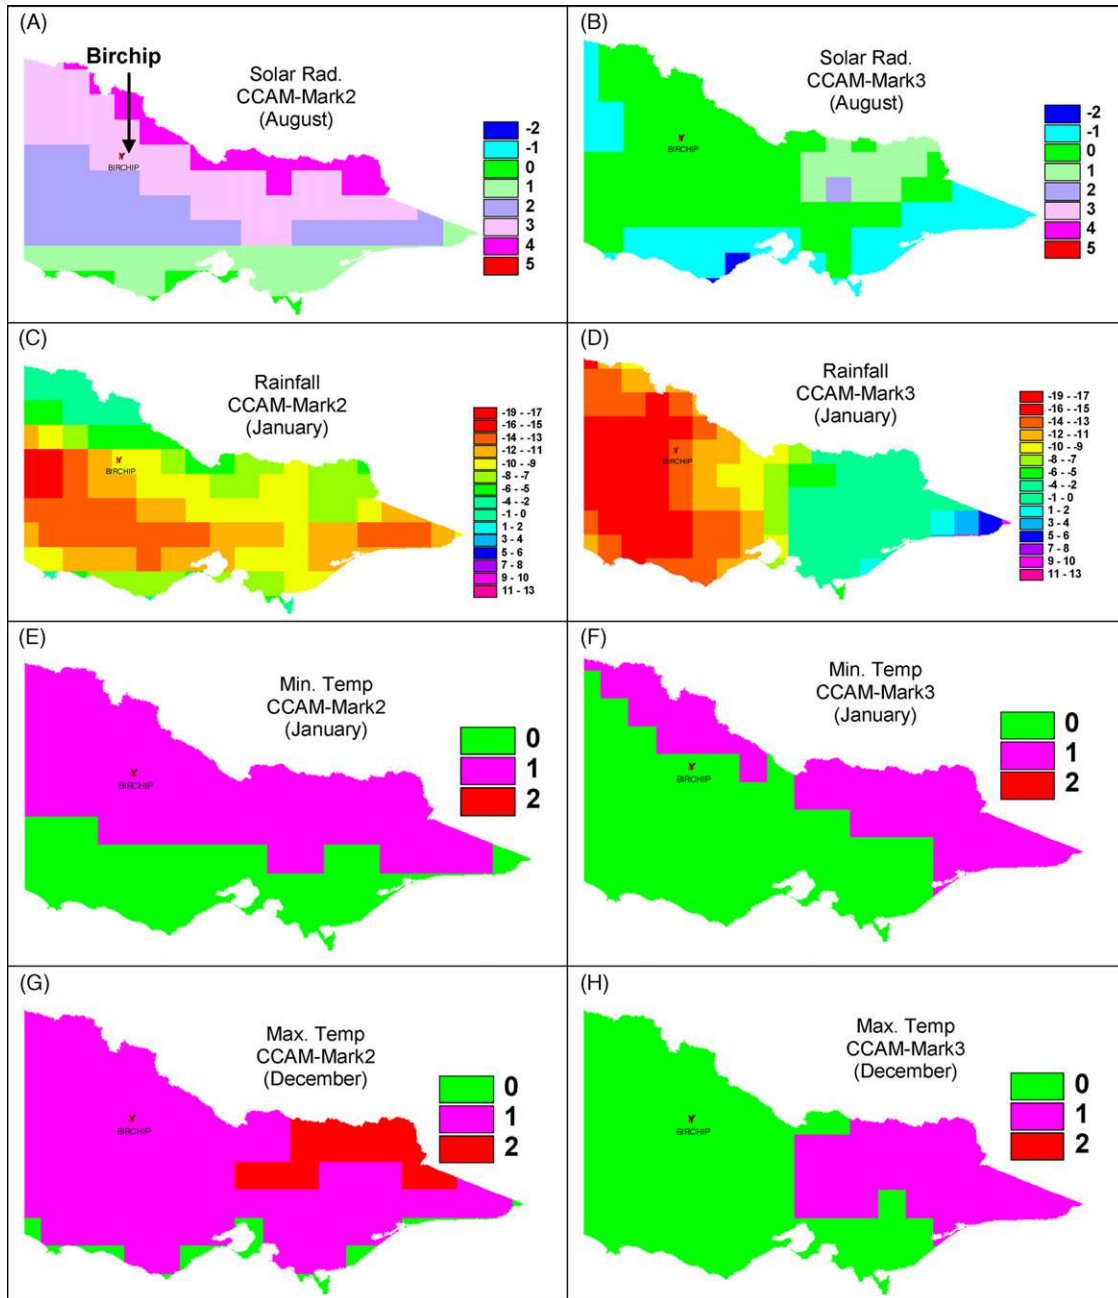 (A)
Birchip
Solar Rad.
CCAM-Mark2
(August)
BIRCHIP
-2
-1
0
1
2
3
4
5
(B)
Solar Rad.
CCAM-Mark3
(August)
BIRCHIP
-2
-1
0
1
2
3
4
5
(C)
Rainfall
CCAM-Mark2
(January)
BIRCHIP
-19 - -17
-16 - -15
-14 - -13
-12 - -11
-10 - -9
-8 - -7
-6 - -5
-4 - -2
-1 - 0
1 - 2
3 - 4
5 - 6
7 - 8
9 - 10
11 - 13
(D)
Rainfall
CCAM-Mark3
(January)
BIRCHIP
-19 - -17
-16 - -15
-14 - -13
-12 - -11
-10 - -9
-8 - -7
-6 - -5
-4 - -2
-1 - 0
1 - 2
3 - 4
5 - 6
7 - 8
9 - 10
11 - 13
(E)
Min. Temp
CCAM-Mark2
(January)
BIRCHIP
0
1
2
(F)
Min. Temp
CCAM-Mark3
(January)
BIRCHIP
0
1
2
(G)
Max. Temp
CCAM-Mark2
(December)
BIRCHIP
0
1
2
(H)
Max. Temp
CCAM-Mark3
(December)
BIRCHIP
0
1
2